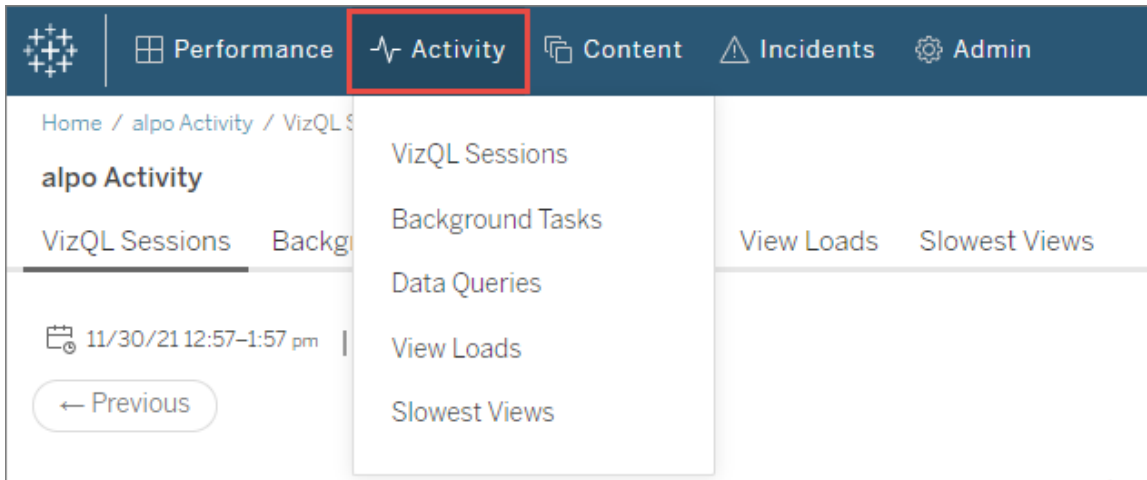 Performance Activity Content Incidents Admin
Home / alpo Activity / VizQL
alpo Activity
VizQL Sessions View Loads Slowest Views
11/30/21 12:57–1:57 pm |
← Previous
VizQL Sessions
Background Tasks
Data Queries
View Loads
Slowest Views